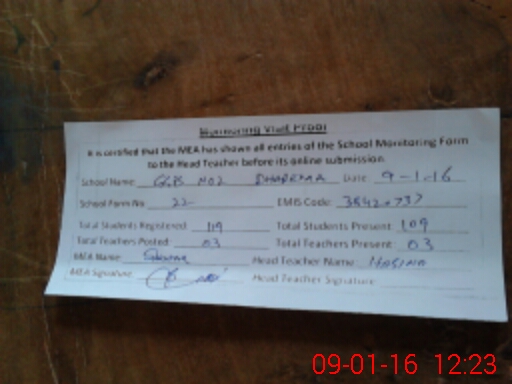 Monitoring Visit Proof
It is certified that the MEA has shown all entries of the School Monitoring Form
to the Head Teacher before its online submission.
School Name: GGPS NO2 DHAREMA Date: 9-1-16
School Form No 22 EMIS Code: 38420737
Total Students Registered: 119 Total Students Present: 109
Total Teachers Posted: 03 Total Teachers Present: 03
MEA Name: Head Teacher Name:
MEA Signature: Head Teacher Signature
09-01-16 12:23